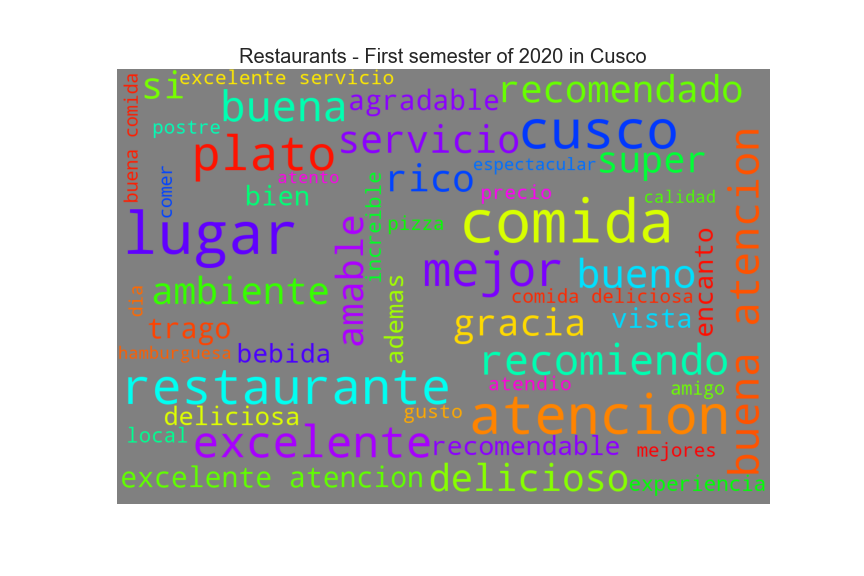 Restaurants - First semester of 2020 in Cusco
buena comida
si
excelente servicio
recomendado
buena
agradable
postre
servicio
cusco
plato
espectacular
super
buena atencion
comer
atento
rico
precio
calidad
bien
increible
lugar
amable
pizza
comida
encanto
mejor
bueno
dia
ambiente
ademas
comida deliciosa
trago
gracia
vista
hamburguesa
bebida
recomiendo
restaurante
atendio
amigo
deliciosa
gusto
atencion
local
excelente
recomendable
mejores
excelente atencion
delicioso
experiencia